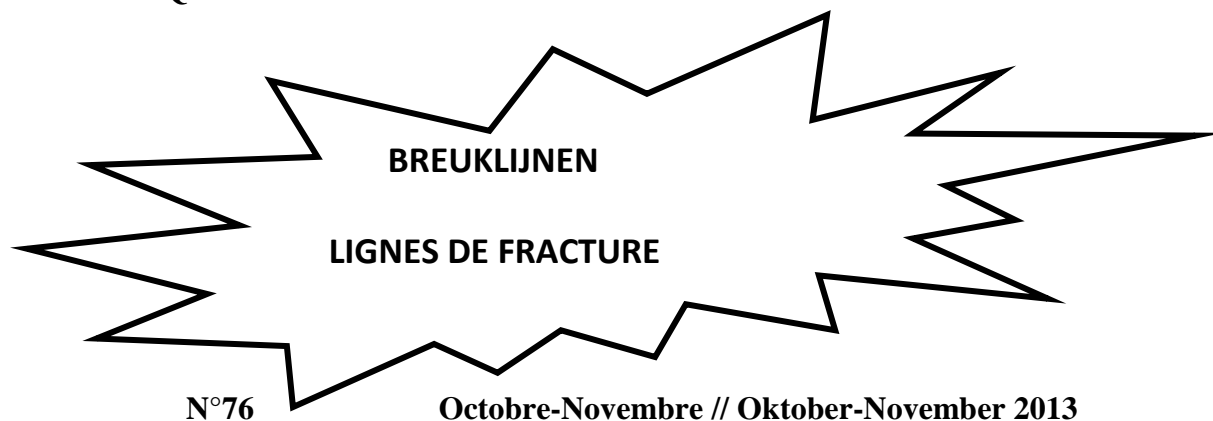 BREUKLIJNEN
LIGNES DE FRACTURE
N°76 Octobre-Novembre // Oktober-November 2013